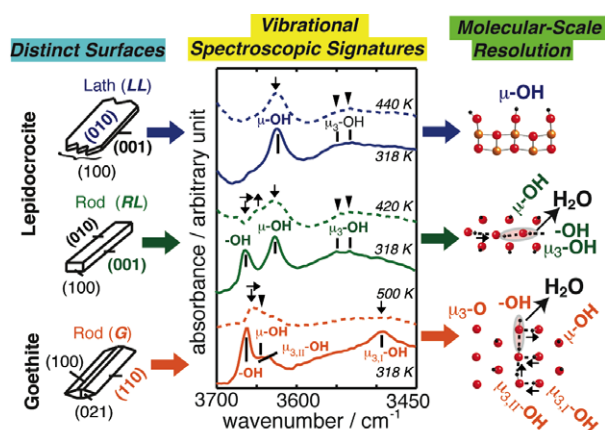 Distinct Surfaces
Vibrational
Spectroscopic Signatures
Molecular-Scale
Resolution
Lepidocrocite
Lath (LL)
(010)
(001)
(100)
Rod (RL)
(010)
(001)
(100)
Goethite
Rod (G)
(100)
(110)
(021)
absorbance / arbitrary unit
μ-OH
μ3-OH
440 K
318 K
420 K
-OH
μ-OH
μ3-OH
318 K
500 K
μ-OH
μ3,II-OH
μ3,I-OH
-OH
318 K
3700
3600
3450
wavenumber / cm-1
μ-OH
μ-OH
H2O
-OH
μ3-OH
μ3-O
-OH
H2O
μ-OH
μ3,II-OH
μ3,I-OH